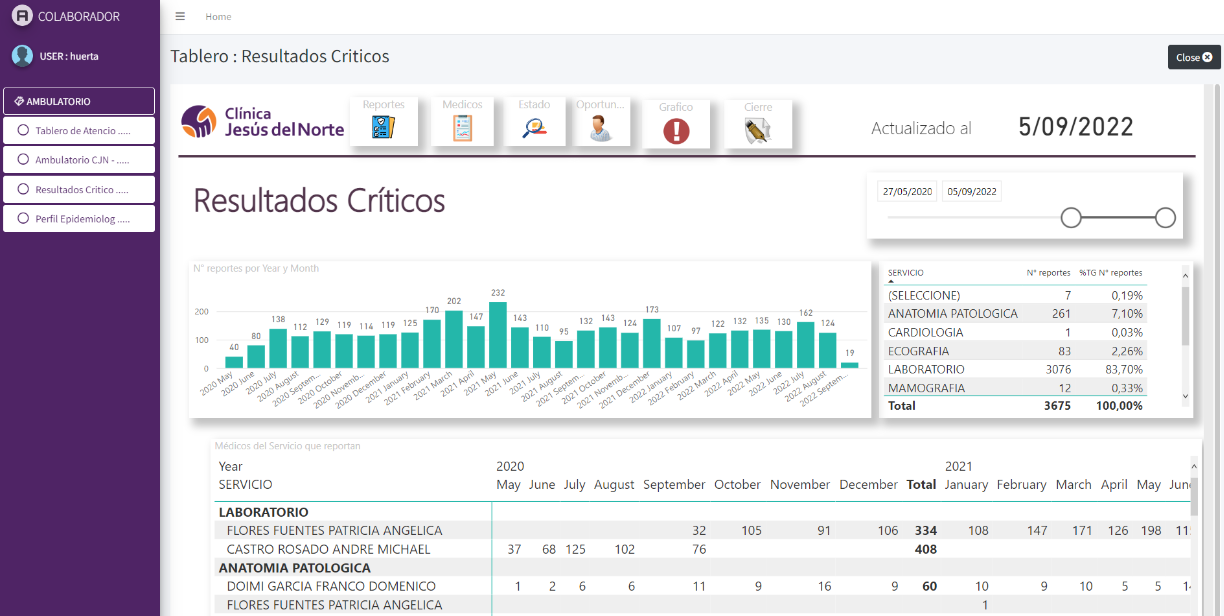 A COLABORADOR
USER : huerta
AMBULATORIO
Tablero de Atencio .....
Ambulatorio CJN - .....
Resultados Critico .....
Perfil Epidemiolog .....
Home
Tablero : Resultados Criticos
Close
Clínica
Jesús del Norte
Reportes
Medicos
Estado
Oportun...
Grafico
Cierre
Actualizado al 5/09/2022
Resultados Críticos
27/05/2020 05/09/2022
N° reportes por Year y Month
200
100
0
40 80 138 112 129 119 114 119 125 170 202 147 232 143 110 95 132 143 124 173 107 97 122 132 135 130 162 124 19
2020 May
2020 June
2020 July
2020 August
2020 Septem...
2020 October
2020 Novemb...
2020 December
2021 January
2021 February
2021 March
2021 April
2021 May
2021 June
2021 July
2021 August
2021 Septem...
2021 October
2021 Novemb...
2021 December
2022 January
2022 February
2022 March
2022 April
2022 May
2022 June
2022 July
2022 August
2022 Septem...
SERVICIO N° reportes %TG N° reportes
(SELECCIONE) 7 0,19%
ANATOMIA PATOLOGICA 261 7,10%
CARDIOLOGIA 1 0,03%
ECOGRAFIA 83 2,26%
LABORATORIO 3076 83,70%
MAMOGRAFIA 12 0,33%
Total 3675 100,00%
Médicos del Servicio que reportan
Year 2020 2021
SERVICIO May June July August September October November December Total January February March April May June
LABORATORIO
FLORES FUENTES PATRICIA ANGELICA 32 105 91 106 334 108 147 171 126 198 11
CASTRO ROSADO ANDRE MICHAEL 37 68 125 102 76 408
ANATOMIA PATOLOGICA
DOIMI GARCIA FRANCO DOMENICO 1 2 6 6 11 9 16 9 60 10 9 10 5 5 1
FLORES FUENTES PATRICIA ANGELICA 1